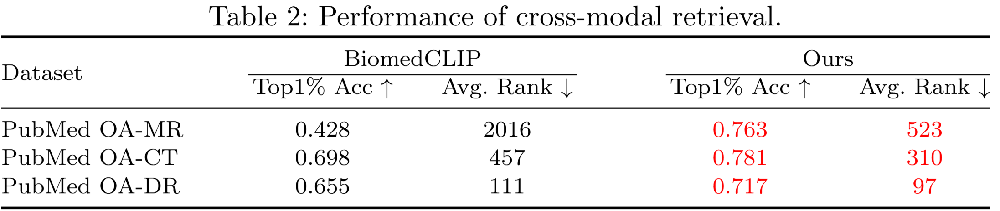 Table 2: Performance of cross-modal retrieval.
Dataset BiomedCLIP Ours
Top1% Acc ↑ Avg. Rank ↓ Top1% Acc ↑ Avg. Rank ↓
PubMed OA-MR 0.428 2016 0.763 523
PubMed OA-CT 0.698 457 0.781 310
PubMed OA-DR 0.655 111 0.717 97